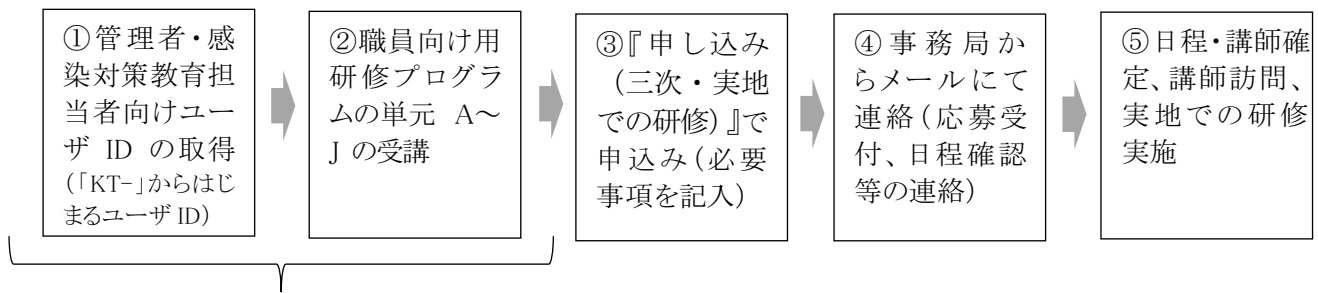 ①管理者・感
染対策教育担
当者向けユー
ザ ID の取得
(「KT-」からはじ
まるユーザ ID)
②職員向け用
研修プログラ
ムの単元 A～
J の受講
③『申し込み
(三次・実地
での研修)』で
申込み(必要
事項を記入)
④事務局か
らメールにて
連絡(応募受
付、日程確認
等の連絡)
⑤日程・講師確
定、講師訪問、
実地での研修
実施